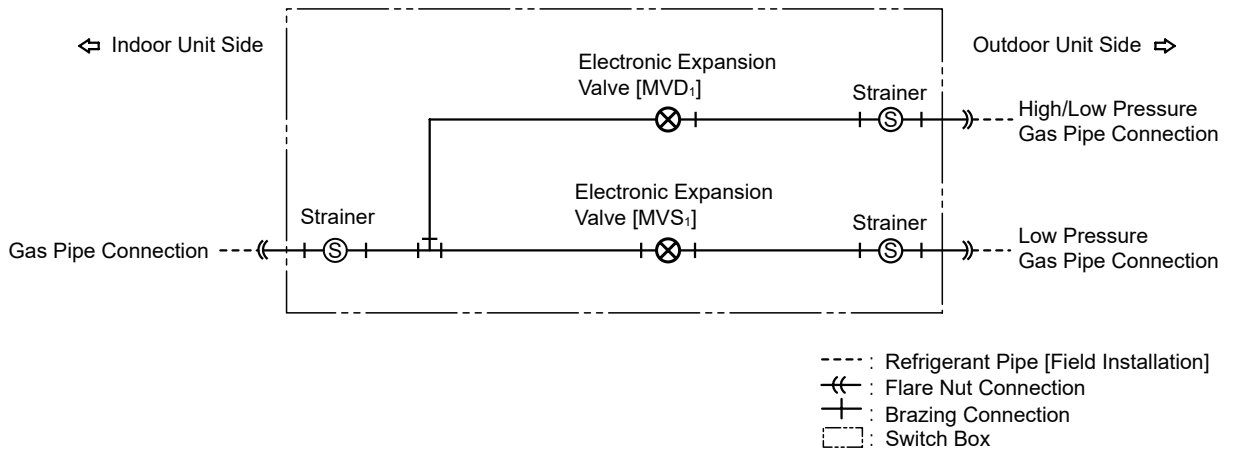 ⇦ Indoor Unit Side
Outdoor Unit Side ⇨
Electronic Expansion
Valve [MVD₁]
Strainer
S
High/Low Pressure
Gas Pipe Connection
Electronic Expansion
Valve [MVS₁]
Strainer
Strainer
Gas Pipe Connection
S
S
Low Pressure
Gas Pipe Connection
: Refrigerant Pipe [Field Installation]
: Flare Nut Connection
: Brazing Connection
: Switch Box